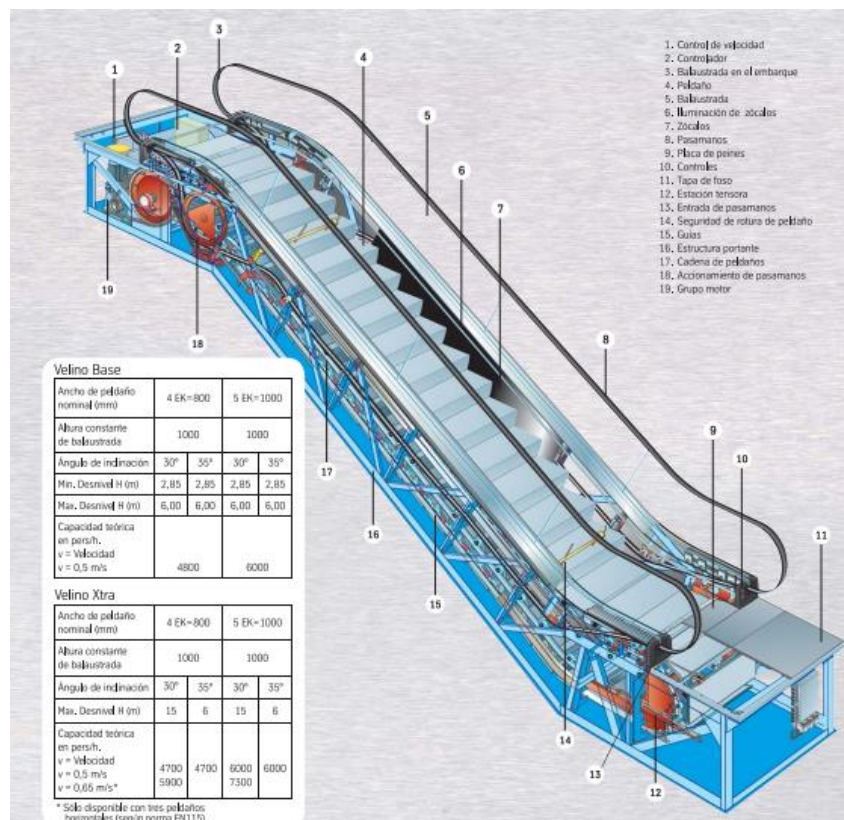 1. Control de velocidad
2. Controlador
3. Balaustrada en el embarque
4. Peldaño
5. Balaustrada
6. Iluminación de zócalos
7. Zócalos
8. Pasamanos
9. Placa de peines
10. Controles
11. Tapa de foso
12. Estación tensora
13. Entrada de pasamanos
14. Seguridad de rotura de peldaño
15. Guías
16. Estructura portante
17. Cadena de peldaños
18. Accionamiento de pasamanos
19. Grupo motor
3
2
4
1
5
6
7
19
18
8
9
17
10
16
11
15
14
13
12
Velino Base
Ancho de peldaño
nominal (mm) 4 EK=800 5 EK=1000
Altura constante
de balaustrada 1000 1000
Ángulo de inclinación 30° 35° 30° 35°
Min. Desnivel H (m) 2,85 2,85 2,85 2,85
Max. Desnivel H (m) 6,00 6,00 6,00 6,00
Capacidad teórica
en pers/h.
v = Velocidad
v = 0,5 m/s 4800 6000
Velino Xtra
Ancho de peldaño
nominal (mm) 4 EK=800 5 EK=1000
Altura constante
de balaustrada 1000 1000
Ángulo de inclinación 30° 35° 30° 35°
Max. Desnivel H (m) 15 6 15 6
Capacidad teórica
en pers/h.
v = Velocidad
v = 0,5 m/s 4700 4700 6000 6000
v = 0,65 m/s* 5900 7300
* Sólo disponible con tres peldaños
horizontales (según norma EN115)